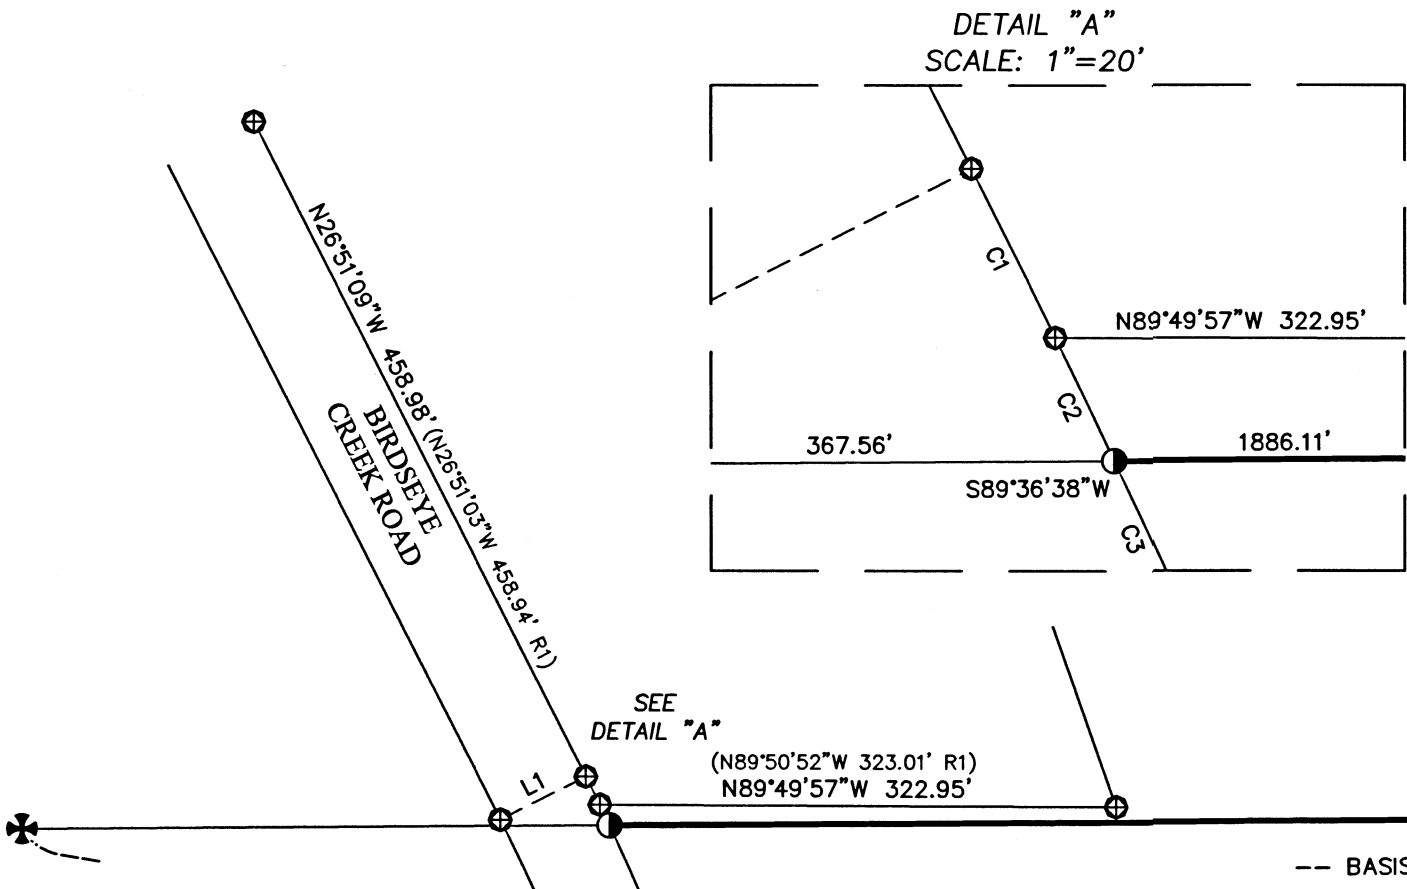 DETAIL "A"
SCALE: 1"=20'
C1
N89°49'57"W 322.95'
C2
367.56'
1886.11'
S89°36'38"W
C3
N26°51'09"W 458.98' (N26°51'03"W 458.94' R1)
BIRDSEYE
CREEK ROAD
SEE
DETAIL "A"
L1
(N89°50'52"W 323.01' R1)
N89°49'57"W 322.95'
BASIS